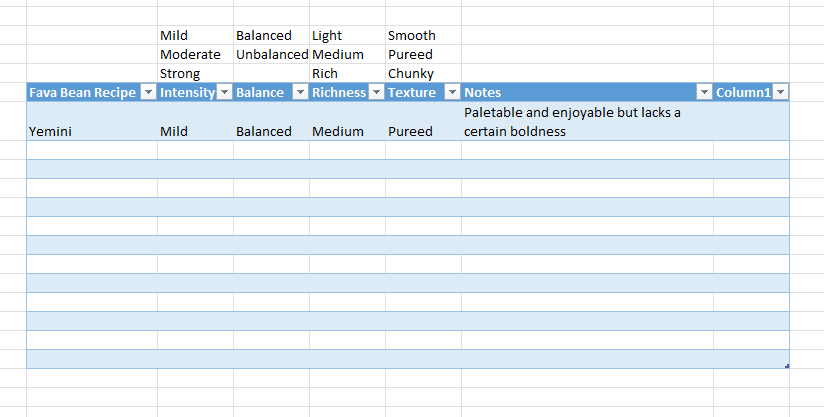 Mild Balanced Light Smooth
Moderate Unbalanced Medium Pureed
Strong Rich Chunky
Fava Bean Recipe Intensity Balance Richness Texture Notes Column1
Paletable and enjoyable but lacks a
Yemini Mild Balanced Medium Pureed certain boldness